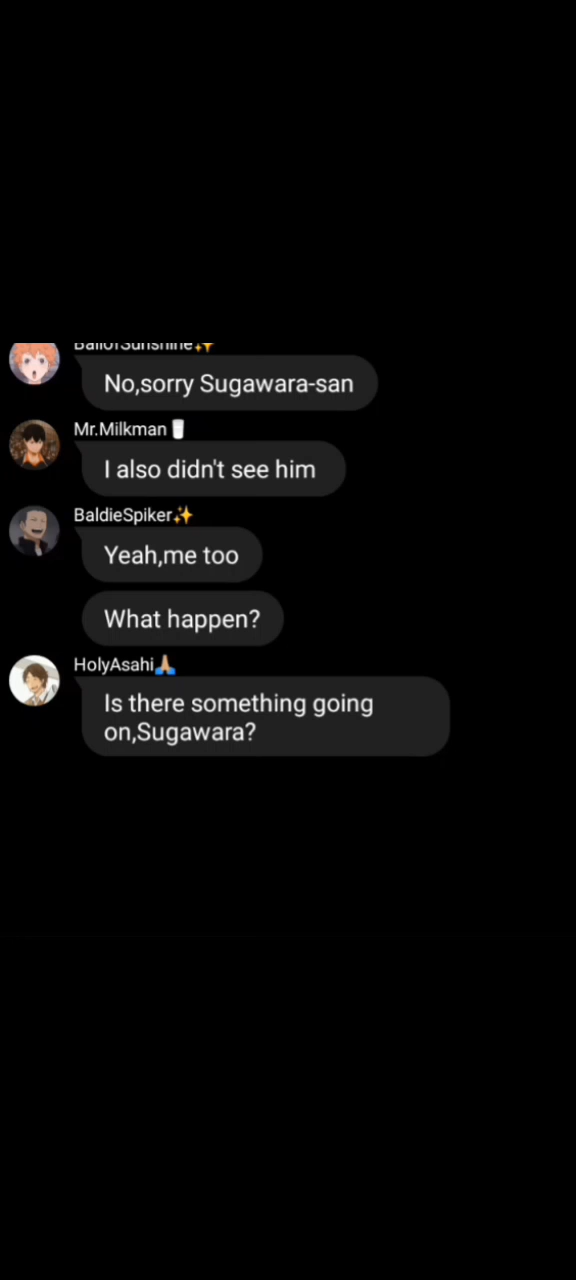 BallofSunshine✨
No,sorry Sugawara-san
Mr.Milkman🥛
I also didn't see him
BaldieSpiker✨
Yeah,me too
What happen?
HolyAsahi🙏🏼
Is there something going
on,Sugawara?